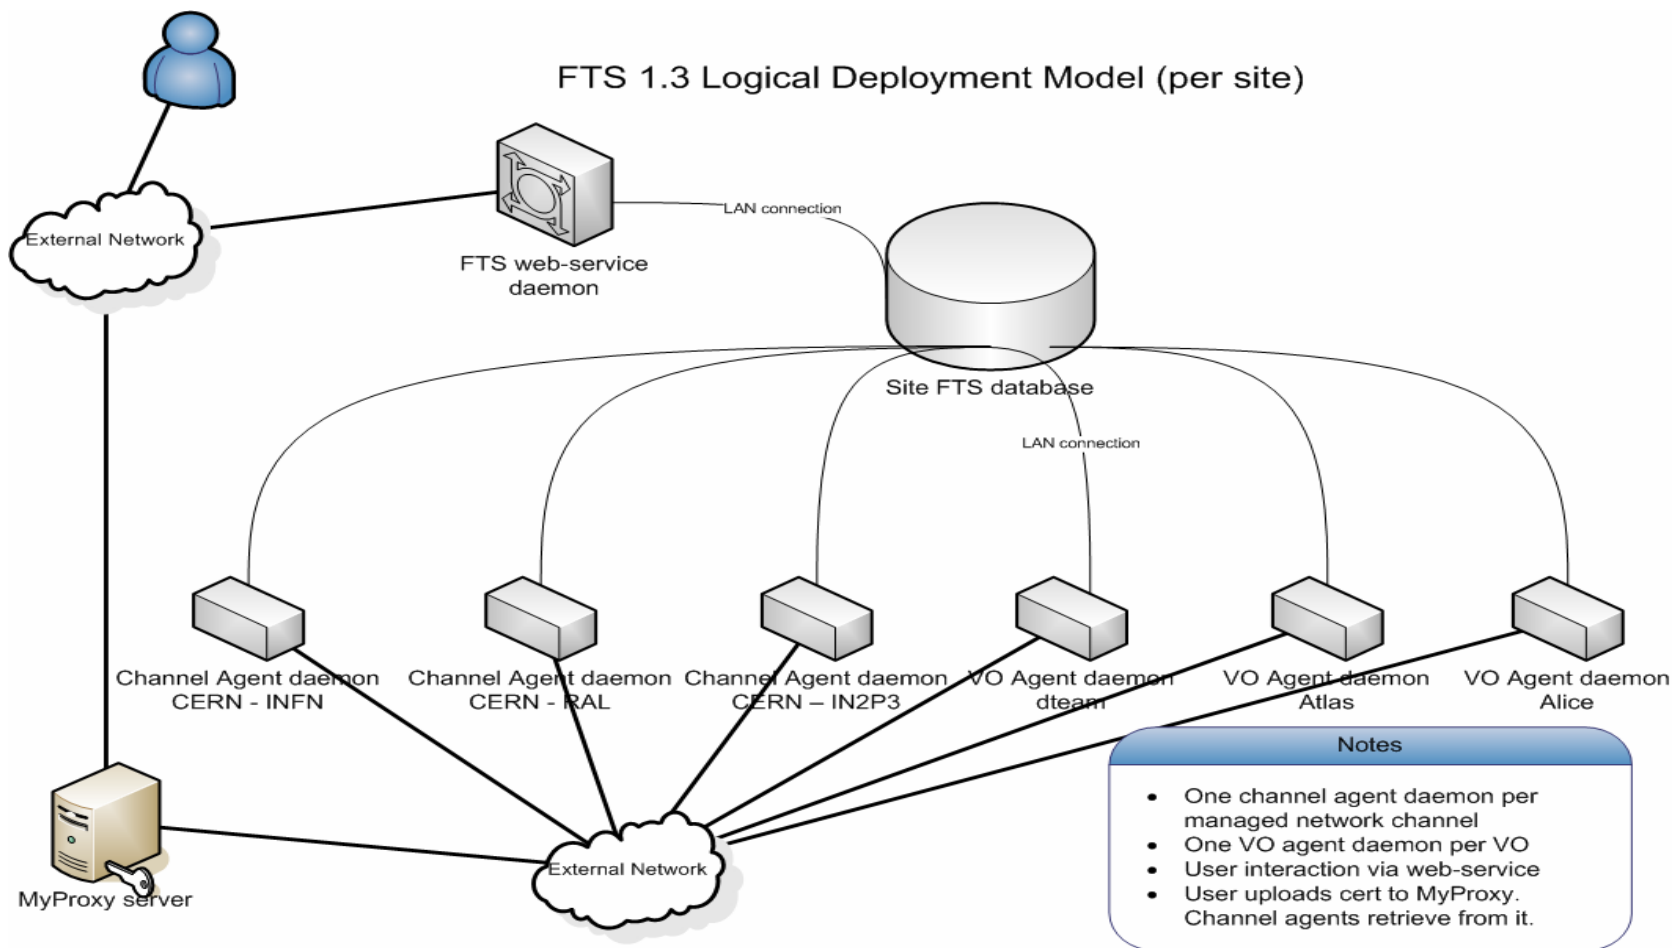 FTS 1.3 Logical Deployment Model (per site)
LAN connection
External Network
FTS web-service
daemon
Site FTS database
LAN connection
Channel Agent daemon
CERN - INFN
Channel Agent daemon
CERN - RAL
Channel Agent daemon
CERN – IN2P3
VO Agent daemon
dteam
VO Agent daemon
Atlas
VO Agent daemon
Alice
Notes
• One channel agent daemon per
managed network channel
• One VO agent daemon per VO
• User interaction via web-service
• User uploads cert to MyProxy.
Channel agents retrieve from it.
External Network
MyProxy server